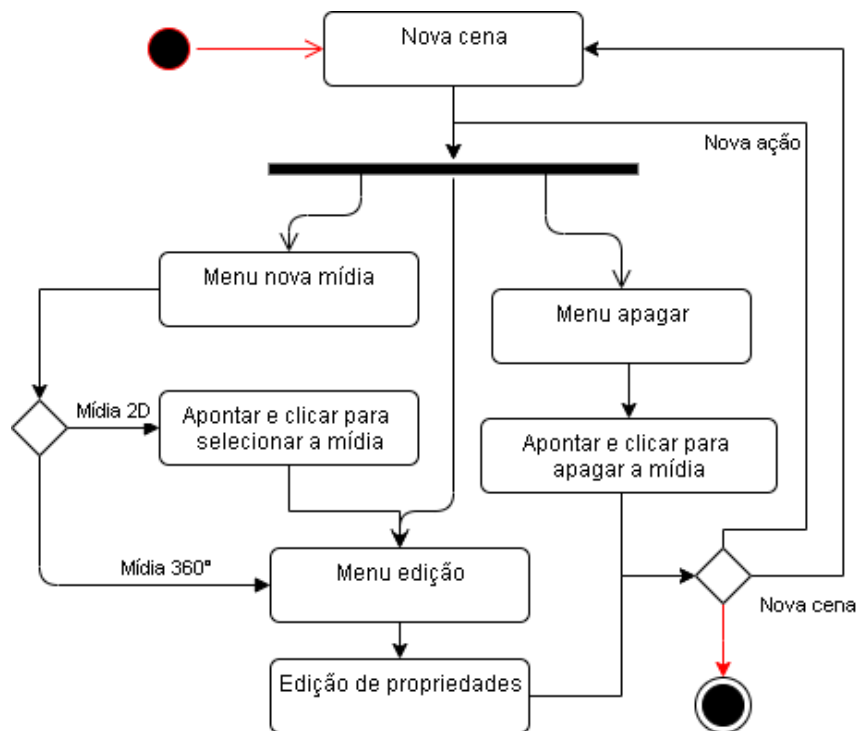 Nova cena
Nova ação
Menu nova mídia
Menu apagar
Mídia 2D
Apontar e clicar para
selecionar a mídia
Apontar e clicar para
apagar a mídia
Mídia 360°
Menu edição
Nova cena
Edição de propriedades